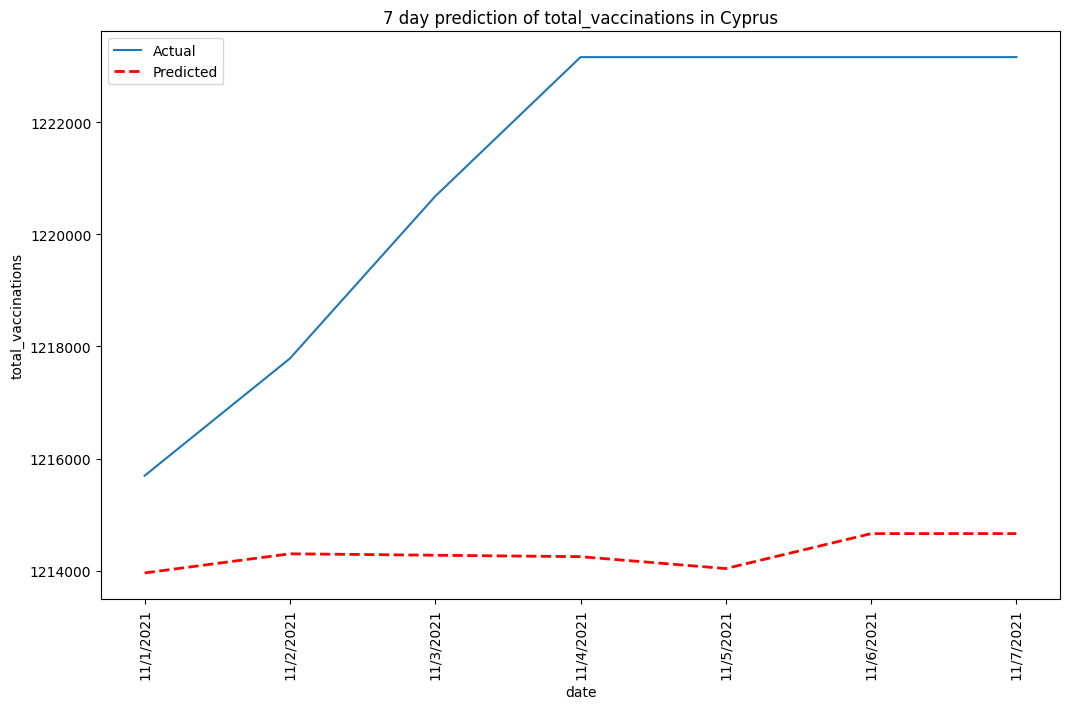 7 day prediction of total_vaccinations in Cyprus
Actual
Predicted
total_vaccinations
1222000
1220000
1218000
1216000
1214000
11/1/2021
11/2/2021
11/3/2021
11/4/2021
11/5/2021
11/6/2021
11/7/2021
date